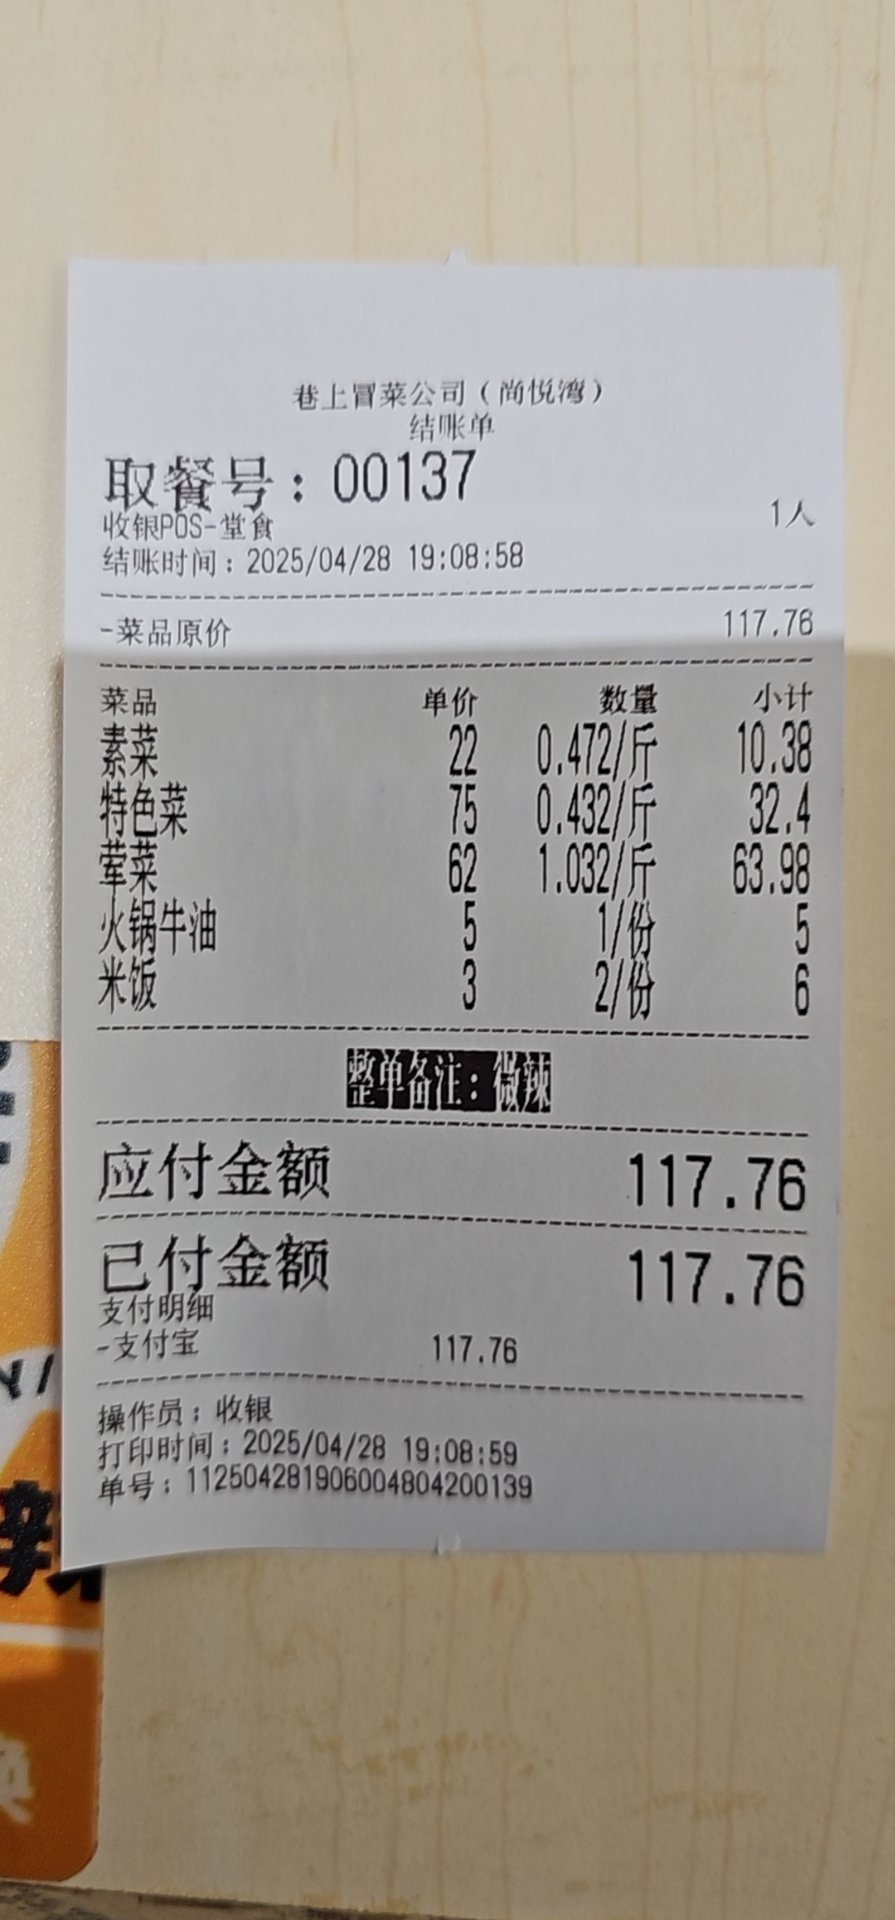 巷上冒菜公司（尚悦湾）
结账单
取餐号：00137
收银POS-堂食 1人
结账时间：2025/04/28 19:08:58
-菜品原价 117.76
菜品 单价 数量 小计
素菜 22 0.472/斤 10.38
特色菜 75 0.432/斤 32.4
荤菜 62 1.032/斤 63.98
火锅牛油 5 1/份 5
米饭 3 2/份 6
整单备注：微辣
应付金额 117.76
已付金额 117.76
支付明细
-支付宝 117.76
操作员：收银
打印时间：2025/04/28 19:08:59
单号：112504281906004804200139